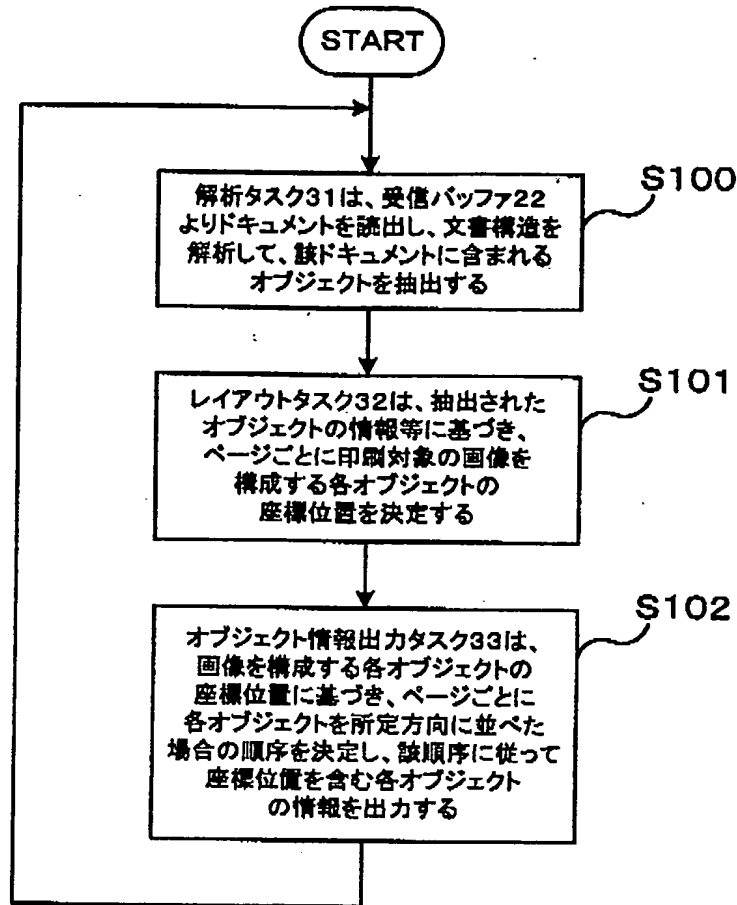 START
S100
解析タスク31は、受信バッファ22
よりドキュメントを読出し、文書構造を
解析して、該ドキュメントに含まれる
オブジェクトを抽出する
S101
レイアウトタスク32は、抽出された
オブジェクトの情報等に基づき、
ページごとに印刷対象の画像を
構成する各オブジェクトの
座標位置を決定する
S102
オブジェクト情報出力タスク33は、
画像を構成する各オブジェクトの
座標位置に基づき、ページごとに
各オブジェクトを所定方向に並べた
場合の順序を決定し、該順序に従って
座標位置を含む各オブジェクト
の情報を出力する